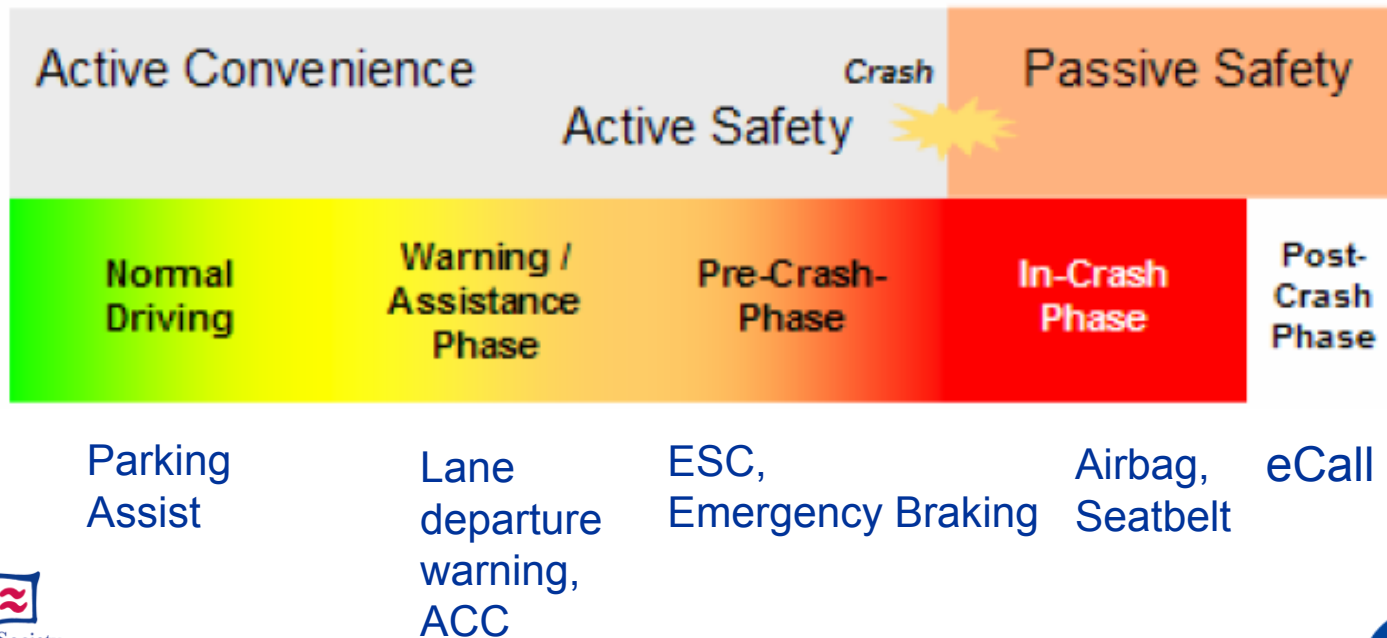 Active Convenience
Crash
Passive Safety
Active Safety
Normal
Driving
Warning /
Assistance
Phase
Pre-Crash-
Phase
In-Crash
Phase
Post-
Crash
Phase
Parking
Assist
Lane
departure
warning,
ACC
ESC,
Emergency Braking
Airbag,
Seatbelt
eCall